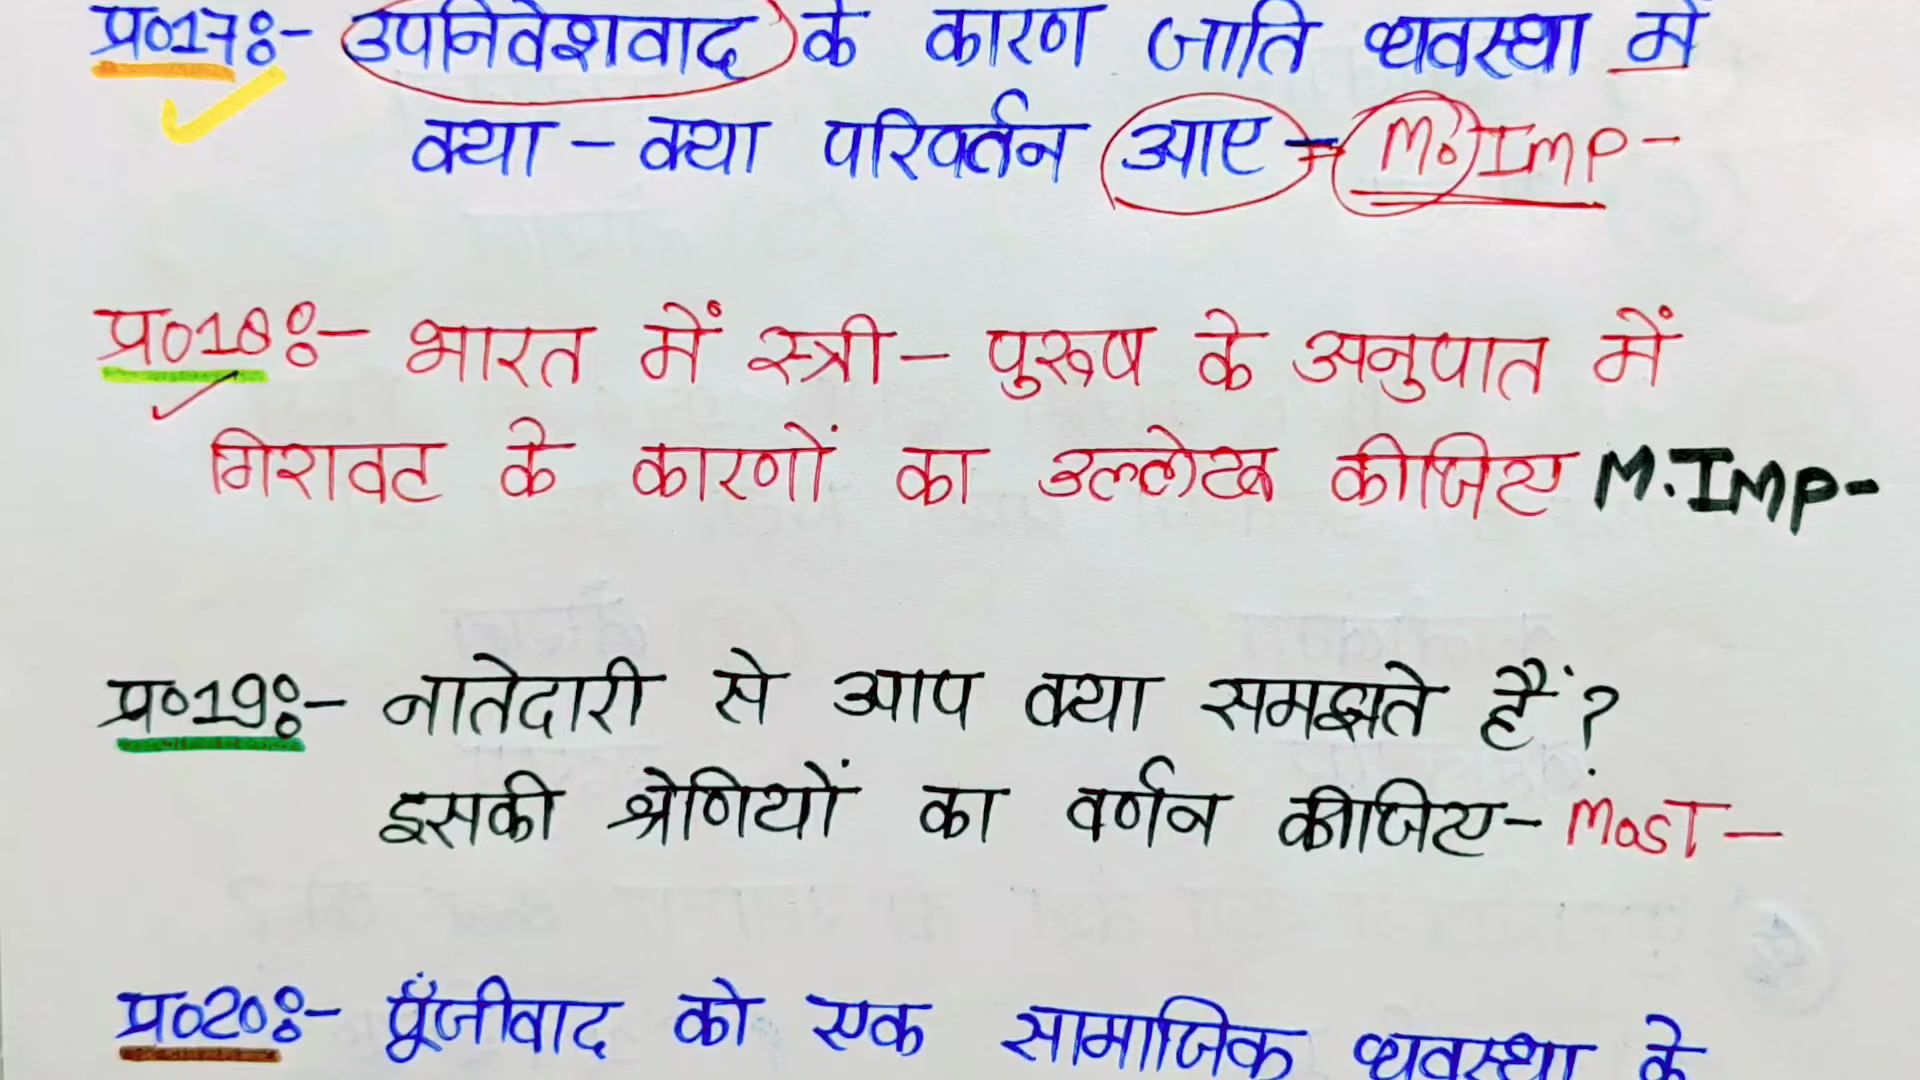 प्र०17ः- उपनिवेशवाद के कारण जाति व्यवस्था में
क्या - क्या परिवर्तन आए - M. IMP -
प्र०18ः- भारत में स्त्री - पुरूष के अनुपात में
गिरावट के कारणों का उल्लेख कीजिए M.IMP-
प्र०19ः- नातेदारी से आप क्या समझते हैं?
इसकी श्रेणियों का वर्णन कीजिए - MOST -
प्र०20ः- पूँजीवाद को एक सामाजिक व्यवस्था के